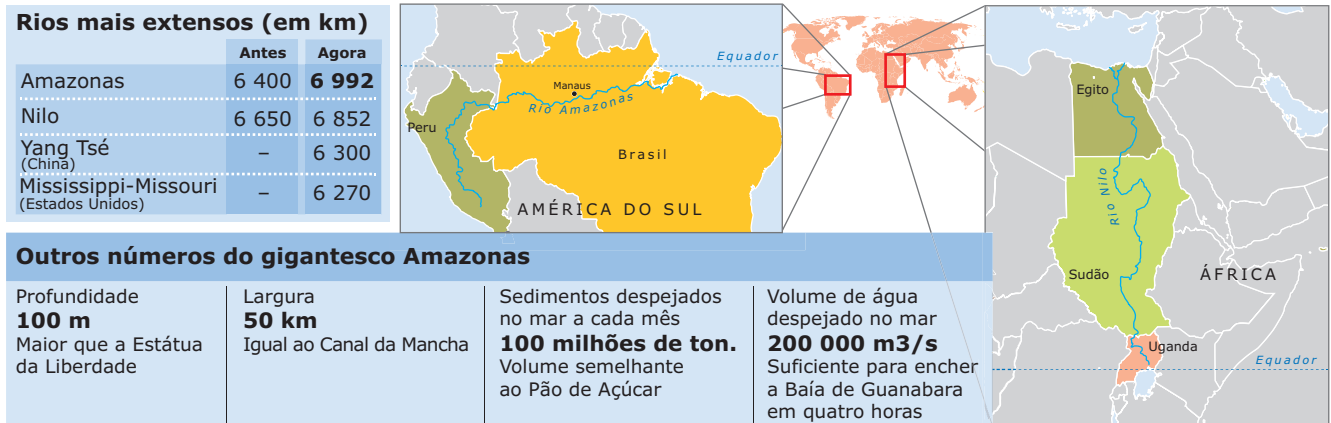 Rios mais extensos (em km)
Antes Agora
Amazonas 6 400 6 992
Nilo 6 650 6 852
Yang Tsé – 6 300
(China)
Mississippi-Missouri – 6 270
(Estados Unidos)
Equador
Manaus
Rio Amazonas
Peru
Brasil
AMÉRICA DO SUL
Egito
Rio Nilo
Sudão
ÁFRICA
Uganda
Equador
Outros números do gigantesco Amazonas
Profundidade
100 m
Maior que a Estátua
da Liberdade
Largura
50 km
Igual ao Canal da Mancha
Sedimentos despejados
no mar a cada mês
100 milhões de ton.
Volume semelhante
ao Pão de Açúcar
Volume de água
despejado no mar
200 000 m3/s
Suficiente para encher
a Baía de Guanabara
em quatro horas